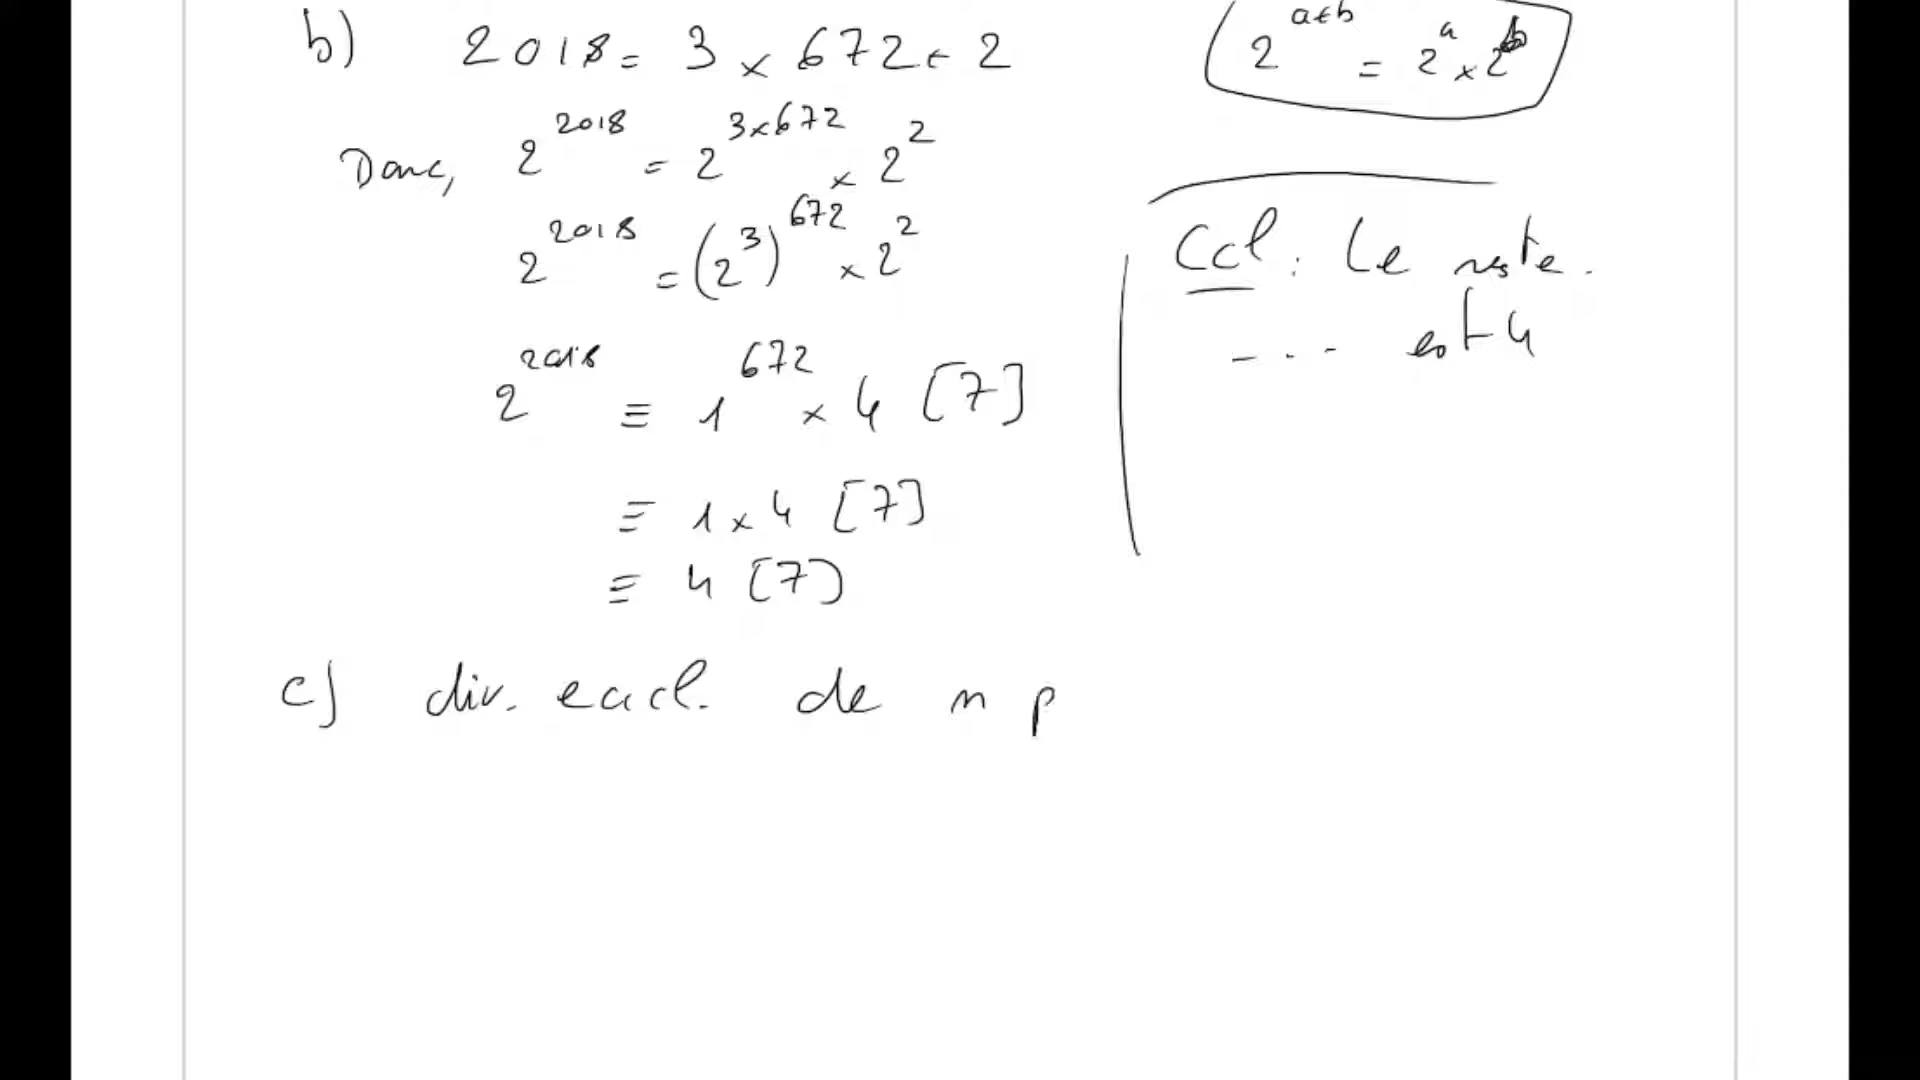 b) 2018 = 3 × 672 + 2
2^{a+b} = 2^a × 2^b
Donc, 2^{2018} = 2^{3×672} × 2^2
2^{2018} = (2^3)^{672} × 2^2
2^{2018} ≡ 1^{672} × 4 [7]
≡ 1 × 4 [7]
≡ 4 [7]
Ccl : Le reste .
- . . . est 4
c) div. eucl. de n p